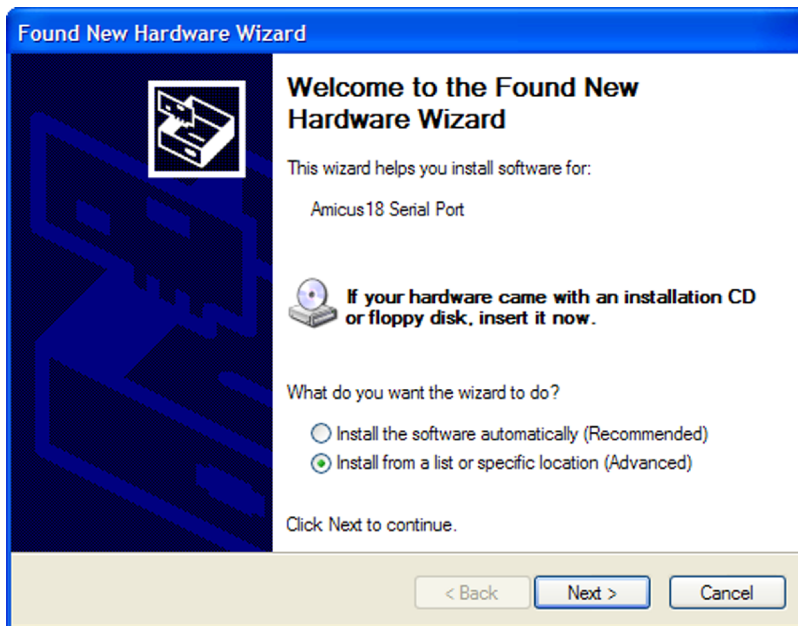 Found New Hardware Wizard
Welcome to the Found New
Hardware Wizard
This wizard helps you install software for:
Amicus18 Serial Port
If your hardware came with an installation CD
or floppy disk, insert it now.
What do you want the wizard to do?
Install the software automatically (Recommended)
Install from a list or specific location (Advanced)
Click Next to continue.
< Back
Next >
Cancel